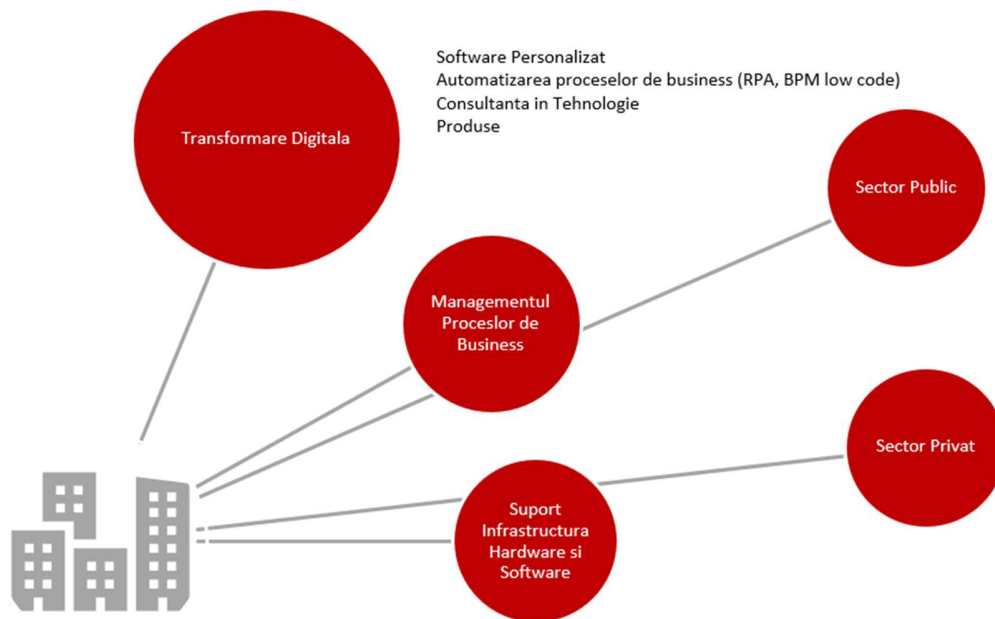 Software Personalizat
Automatizarea proceselor de business (RPA, BPM low code)
Consultanta in Tehnologie
Produse
Transformare Digitala
Sector Public
Managementul
Proceslor de
Business
Sector Privat
Suport
Infrastructura
Hardware si
Software